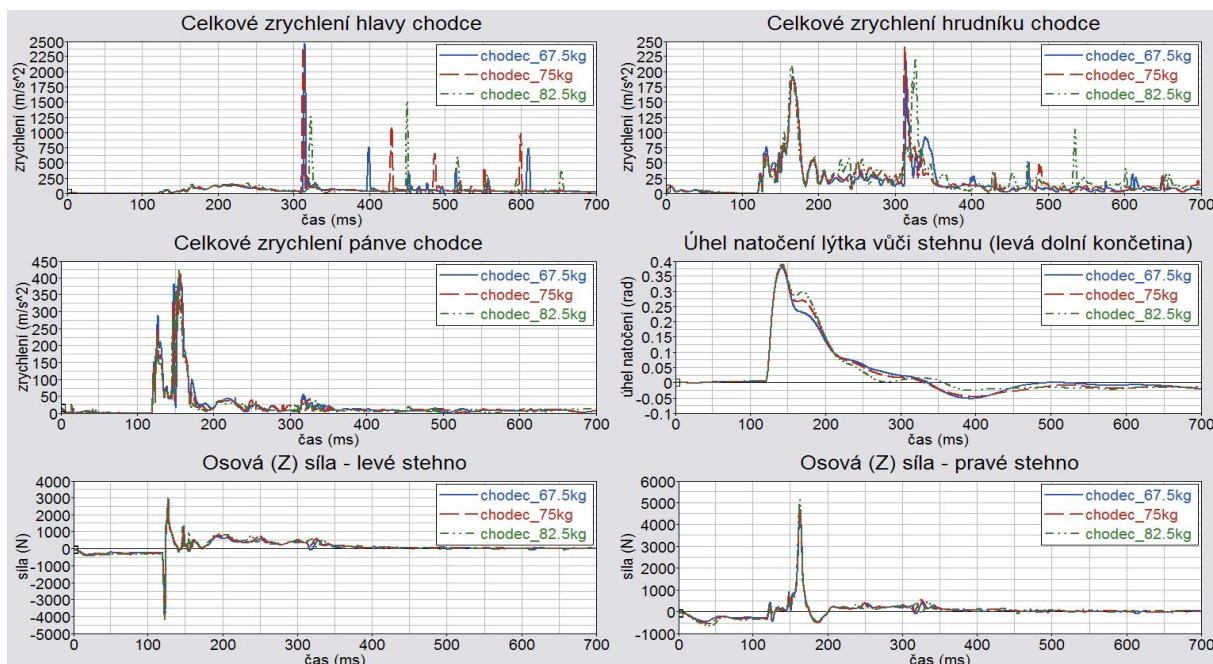 Celkové zrychlení hlavy chodce
zrychlení (m/s^2)
2500
2250
2000
1750
1500
1250
1000
750
500
250
0
chodec_67.5kg
chodec_75kg
chodec_82.5kg
0 100 200 300 400 500 600 700
čas (ms)
Celkové zrychlení hrudníku chodce
zrychlení (m/s^2)
250
225
200
175
150
125
100
75
50
25
0
chodec_67.5kg
chodec_75kg
chodec_82.5kg
0 100 200 300 400 500 600 700
čas (ms)
Celkové zrychlení pánve chodce
zrychlení (m/s^2)
450
400
350
300
250
200
150
100
50
0
chodec_67.5kg
chodec_75kg
chodec_82.5kg
0 100 200 300 400 500 600 700
čas (ms)
Úhel natočení lýtka vůči stehnu (levá dolní končetina)
úhel natočení (rad)
0.4
0.35
0.3
0.25
0.2
0.15
0.1
0.05
0
-0.05
-0.1
chodec_67.5kg
chodec_75kg
chodec_82.5kg
0 100 200 300 400 500 600 700
čas (ms)
Osová (Z) síla - levé stehno
síla (N)
4000
3000
2000
1000
0
-1000
-2000
-3000
-4000
-5000
chodec_67.5kg
chodec_75kg
chodec_82.5kg
0 100 200 300 400 500 600 700
čas (ms)
Osová (Z) síla - pravé stehno
síla (N)
6000
5000
4000
3000
2000
1000
0
-1000
chodec_67.5kg
chodec_75kg
chodec_82.5kg
0 100 200 300 400 500 600 700
čas (ms)